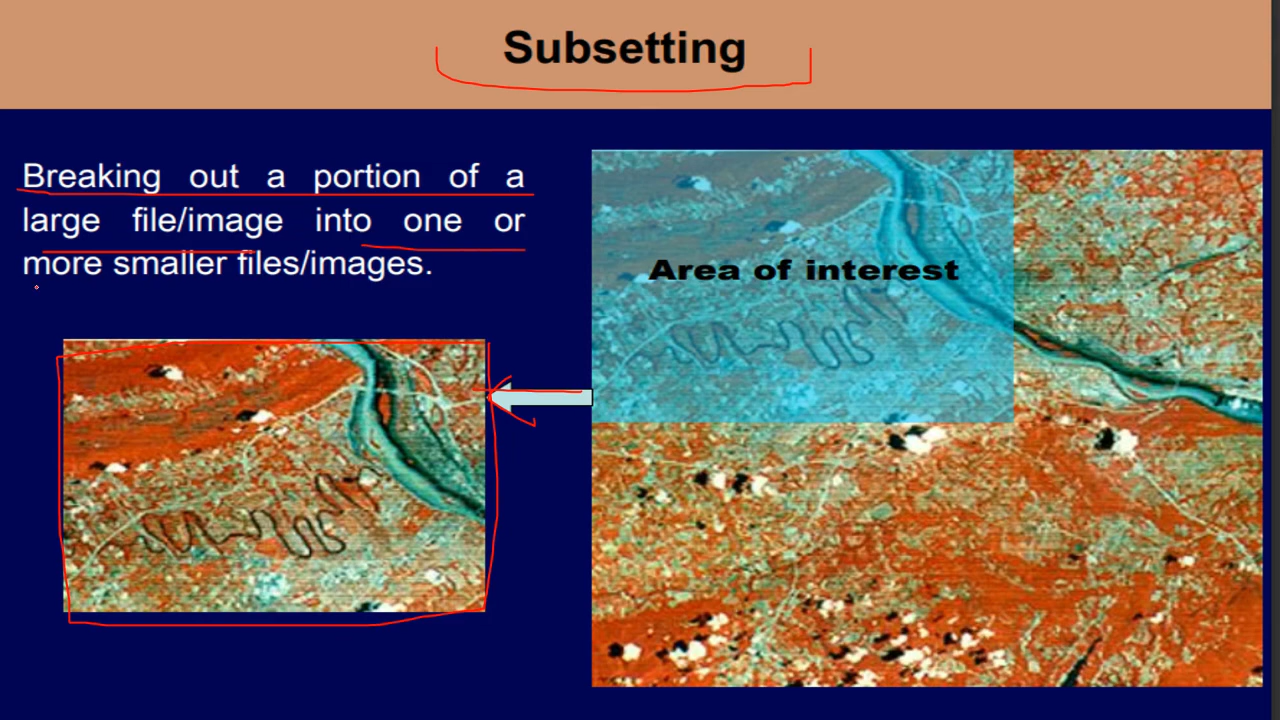 Subsetting
Breaking out a portion of a
large file/image into one or
more smaller files/images.
Area of interest